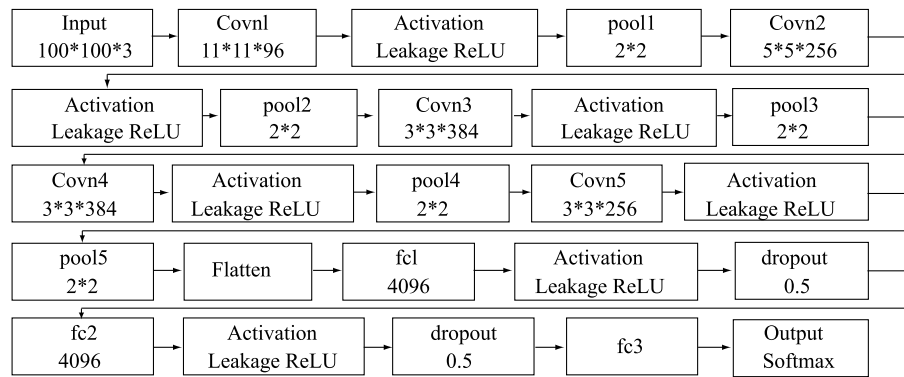 Input
100*100*3
Covnl
11*11*96
Activation
Leakage ReLU
pool1
2*2
Covn2
5*5*256
Activation
Leakage ReLU
pool2
2*2
Covn3
3*3*384
Activation
Leakage ReLU
pool3
2*2
Covn4
3*3*384
Activation
Leakage ReLU
pool4
2*2
Covn5
3*3*256
Activation
Leakage ReLU
pool5
2*2
Flatten
fcl
4096
Activation
Leakage ReLU
dropout
0.5
fc2
4096
Activation
Leakage ReLU
dropout
0.5
fc3
Output
Softmax